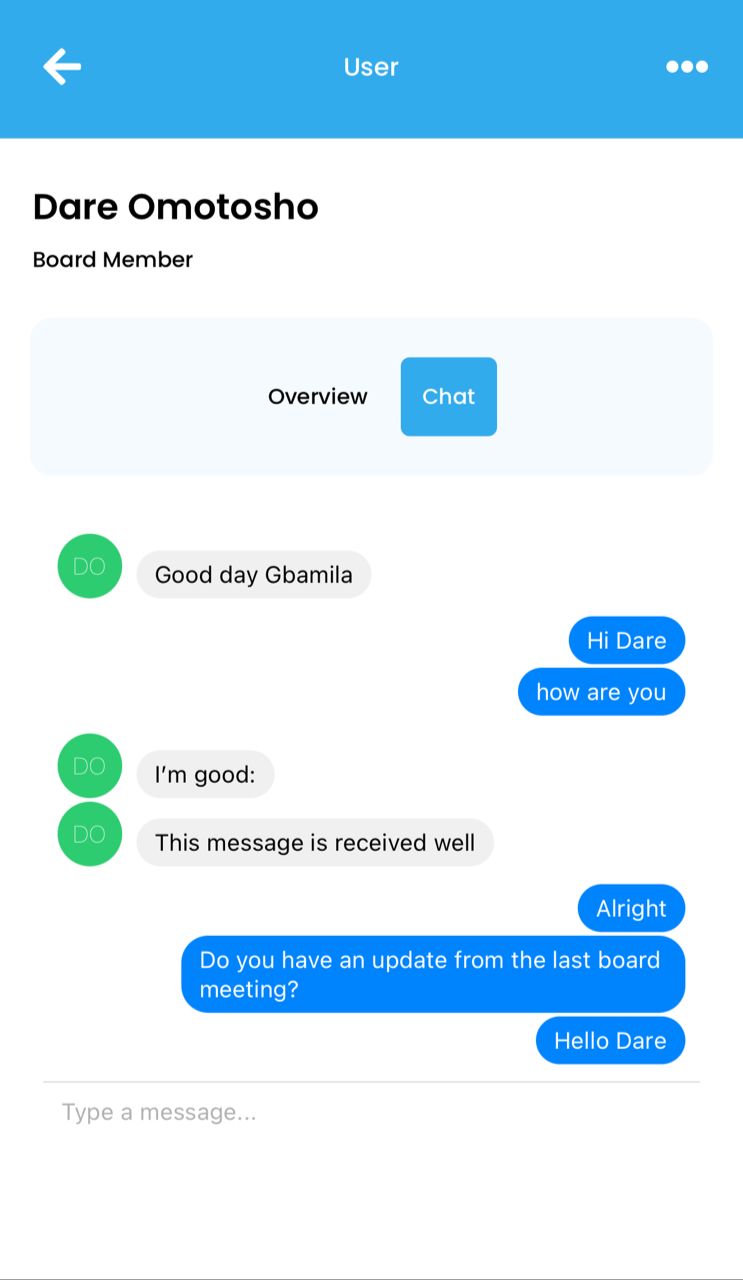 User
Dare Omotosho
Board Member
Overview
Chat
DO
Good day Gbamila
Hi Dare
how are you
DO
I’m good:
DO
This message is received well
Alright
Do you have an update from the last board
meeting?
Hello Dare
Type a message...